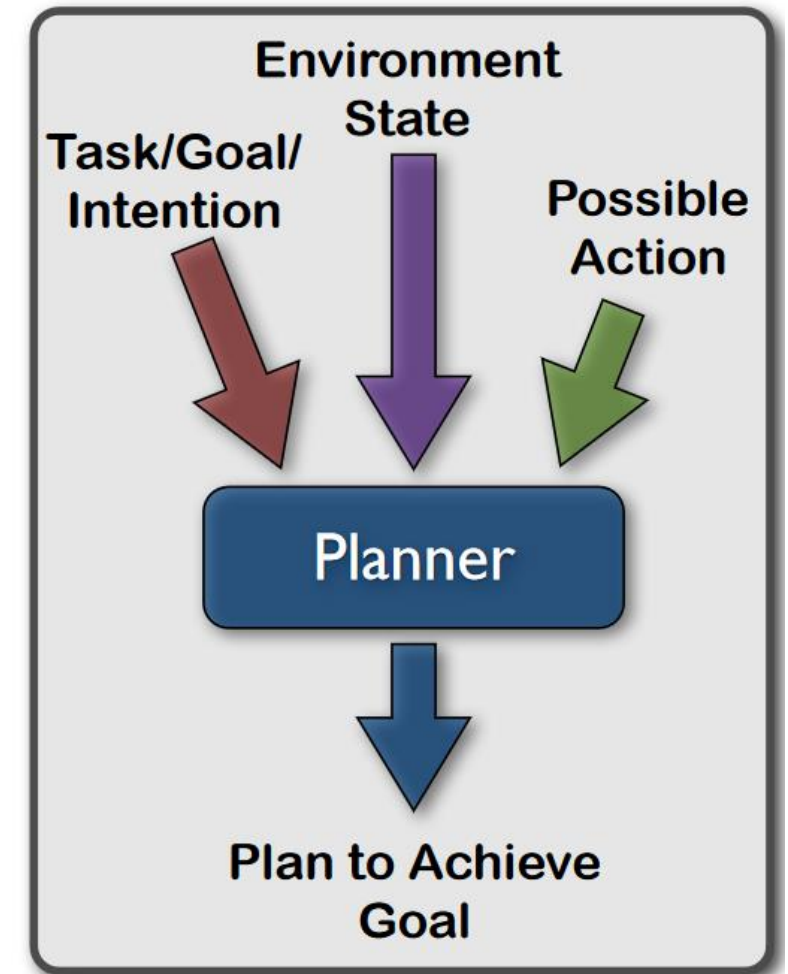 Environment
State
Task/Goal/
Intention
Possible
Action
Planner
Plan to Achieve
Goal